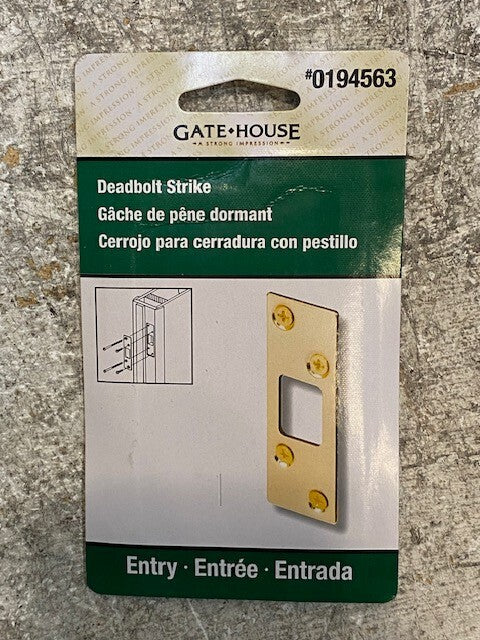 #0194563
GATE HOUSE
A STRONG IMPRESSION
Deadbolt Strike
Gâche de pêne dormant
Cerrojo para cerradura con pestillo
Entry · Entrée · Entrada